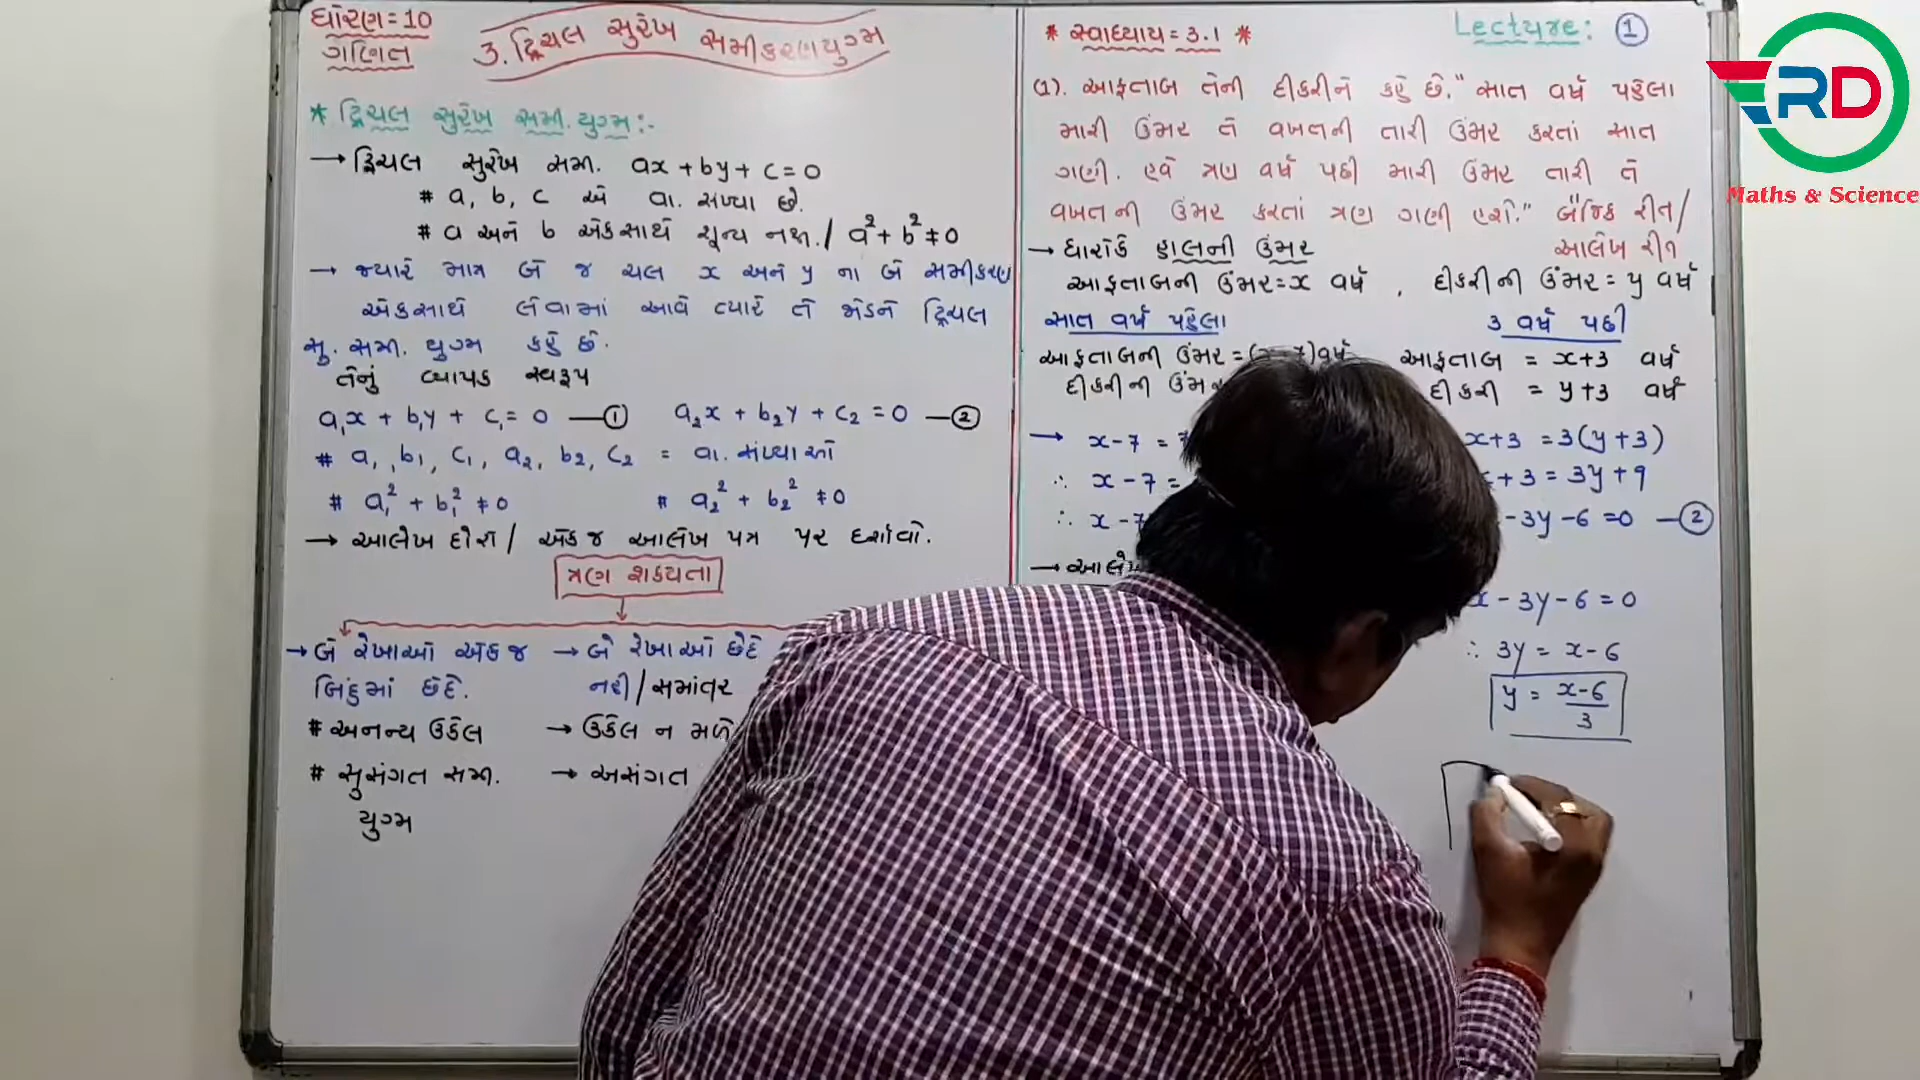 ધોરણ = 10
ગણિત
3. દ્વિચલ સુરેખ સમીકરણયુગ્મ
* દ્વિચલ સુરેખ સમી. યુગ્મ :-
→ દ્વિચલ સુરેખ સમી. ax + by + c = 0
# a, b, c એ વા. સંખ્યા છે.
# a અને b એકસાથે શૂન્ય નથી. / a² + b² ≠ 0
→ જ્યારે માત્ર બે જ ચલ x અને y ના બે સમીકરણ
એકસાથે લેવામાં આવે ત્યારે તે જોડને દ્વિચલ
સુ. સમી. યુગ્મ કહે છે.
તેનું વ્યાપક સ્વરૂપ
a₁x + b₁y + c₁ = 0 —① a₂x + b₂y + c₂ = 0 —②
# a₁, b₁, c₁, a₂, b₂, c₂ = વા. સંખ્યાઓ
# a₁² + b₁² ≠ 0 # a₂² + b₂² ≠ 0
→ આલેખ દોરો / એક જ આલેખ પત્ર પર દર્શાવો.
ત્રણ શક્યતા
→ બે રેખાઓ એક જ
બિંદુમાં છેદે.
# અનન્ય ઉકેલ
# સુસંગત સમી.
યુગ્મ
→ બે રેખાઓ છેદે
નહી / સમાંતર
→ ઉકેલ ન મળે
→ અસંગત
* સ્વાધ્યાય = 3.1 *
Lecture: ①
(1). આફતાબ તેની દીકરીને કહે છે. "સાત વર્ષ પહેલા
મારી ઉંમર તે વખતની તારી ઉંમર કરતાં સાત
ગણી. હવે ત્રણ વર્ષ પછી મારી ઉંમર તારી તે
વખતની ઉંમર કરતાં ત્રણ ગણી હશે." બૈજિક રીત /
આલેખ રીત
→ ધારોકે હાલની ઉંમર
આફતાબની ઉંમર = x વર્ષ , દીકરીની ઉંમર = y વર્ષ
સાત વર્ષ પહેલા
આફતાબની ઉંમર = (x-7) વર્ષ
દીકરીની
→ x-7 =
∴ x-7 =
∴ x-7
3 વર્ષ પછી
આફતાબ = x+3 વર્ષ
દીકરી = y+3 વર્ષ
x+3 = 3(y+3)
+3 = 3y+9
-3y-6 = 0 —②
x - 3y - 6 = 0
∴ 3y = x-6
y = x-6/3
RD
Maths & Science